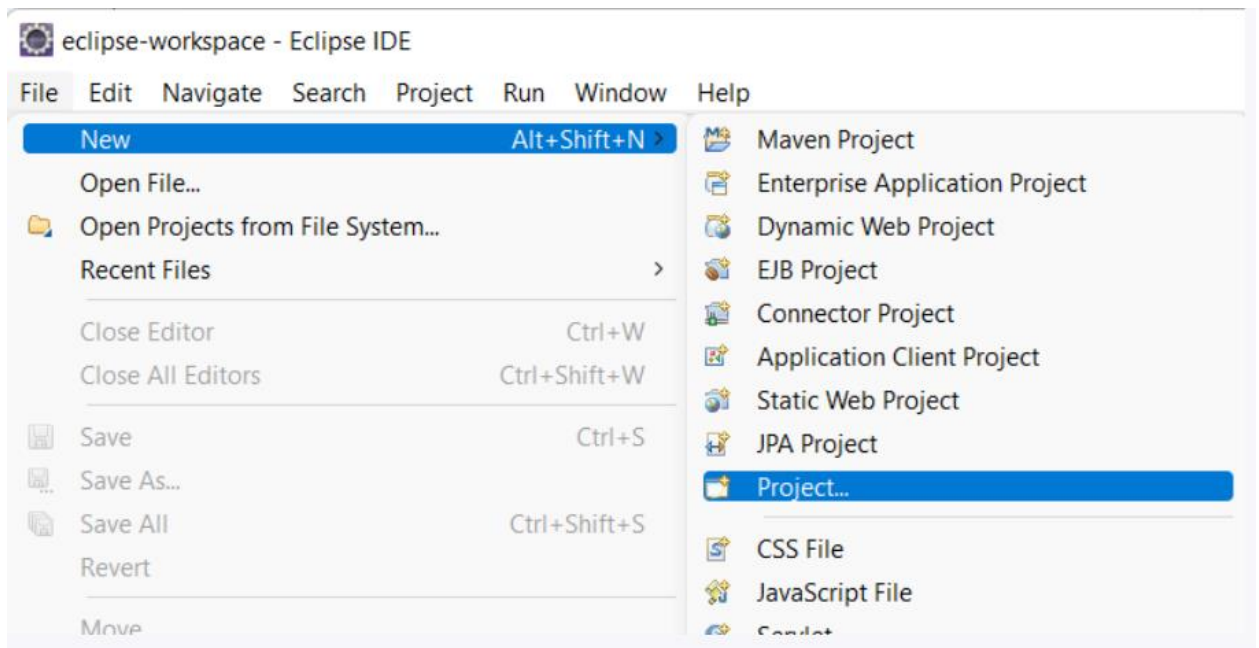 eclipse-workspace - Eclipse IDE
File Edit Navigate Search Project Run Window Help
New Alt+Shift+N >
Open File...
Open Projects from File System...
Recent Files >
Close Editor Ctrl+W
Close All Editors Ctrl+Shift+W
Save Ctrl+S
Save As...
Save All Ctrl+Shift+S
Revert
Move
Maven Project
Enterprise Application Project
Dynamic Web Project
EJB Project
Connector Project
Application Client Project
Static Web Project
JPA Project
Project...
CSS File
JavaScript File
Servlet